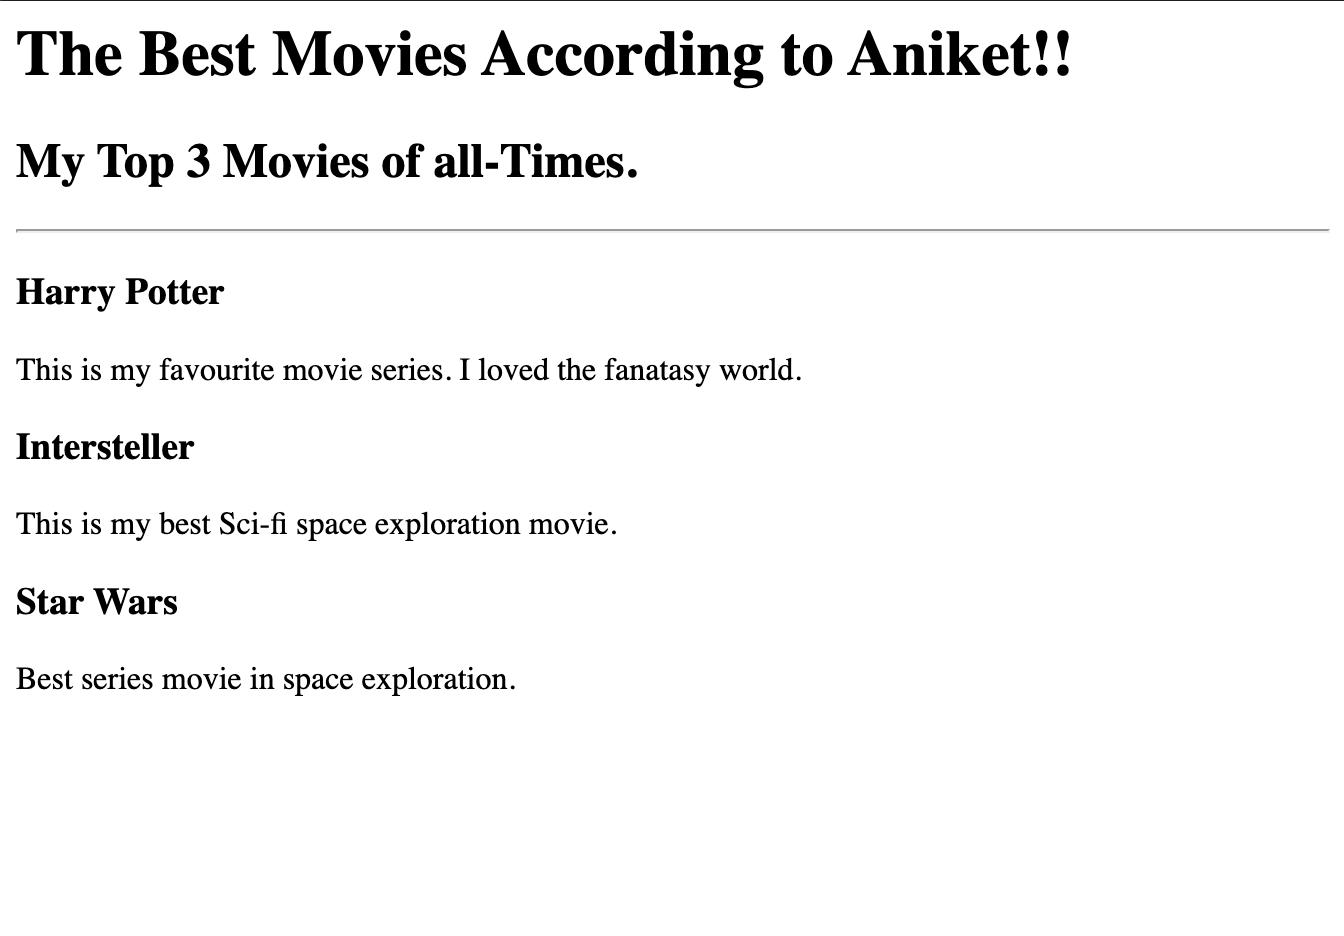 The Best Movies According to Aniket!!
My Top 3 Movies of all-Times.
Harry Potter
This is my favourite movie series. I loved the fanatasy world.
Intersteller
This is my best Sci-fi space exploration movie.
Star Wars
Best series movie in space exploration.